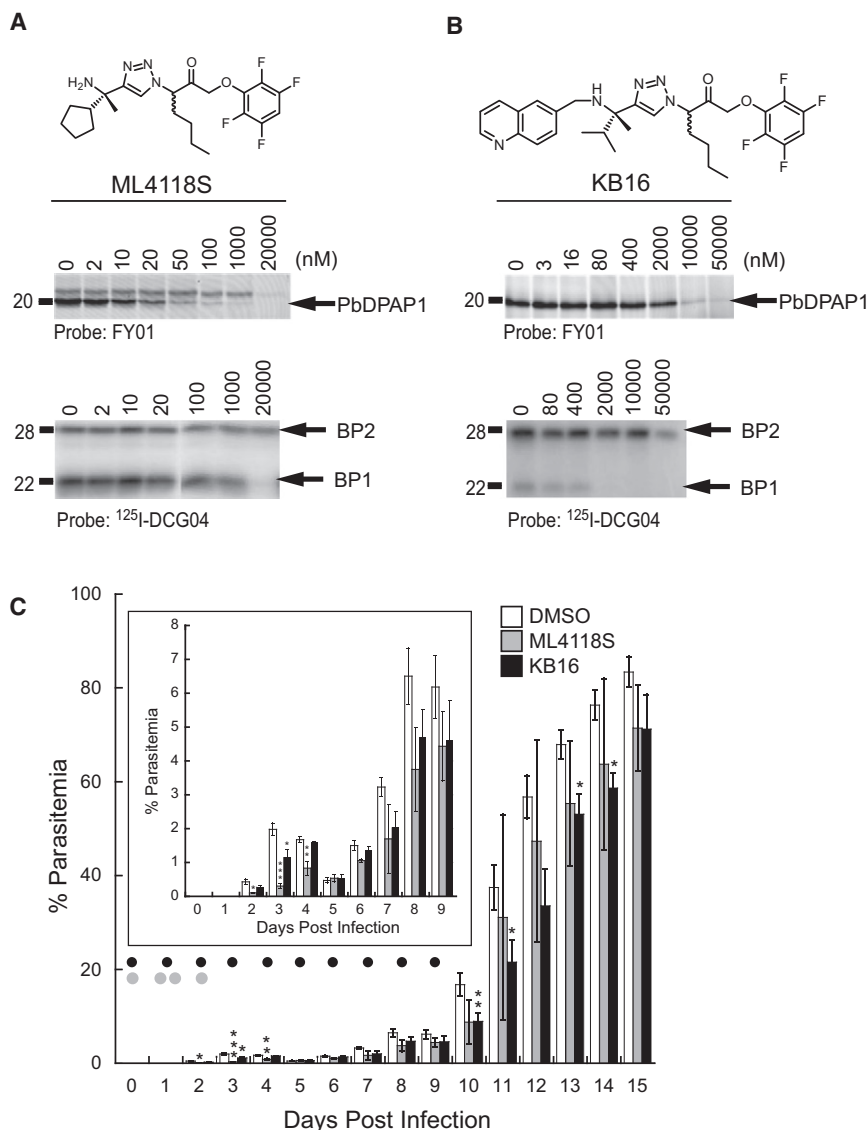 A
B
H₂N
N=N
N
O
O
F
F
F
F
ML4118S
H
N
N=N
N
O
O
F
F
F
F
N
KB16
0 2 10 20 50 100 1000 20000 (nM)
20
PbDPAP1
Probe: FY01
0 3 16 80 400 2000 10000 50000
20
PbDPAP1
Probe: FY01
0 2 10 20 100 1000 20000
28
BP2
22
BP1
Probe: ¹²⁵I-DCG04
0 80 400 2000 10000 50000
28
BP2
22
BP1
Probe: ¹²⁵I-DCG04
C
100
80
60
40
20
0
% Parasitemia
8
7
6
5
4
3
2
1
0
% Parasitemia
* *** * **
0 1 2 3 4 5 6 7 8 9
Days Post Infection
DMSO
ML4118S
KB16
* *** * ** ** * * *
0 1 2 3 4 5 6 7 8 9 10 11 12 13 14 15
Days Post Infection